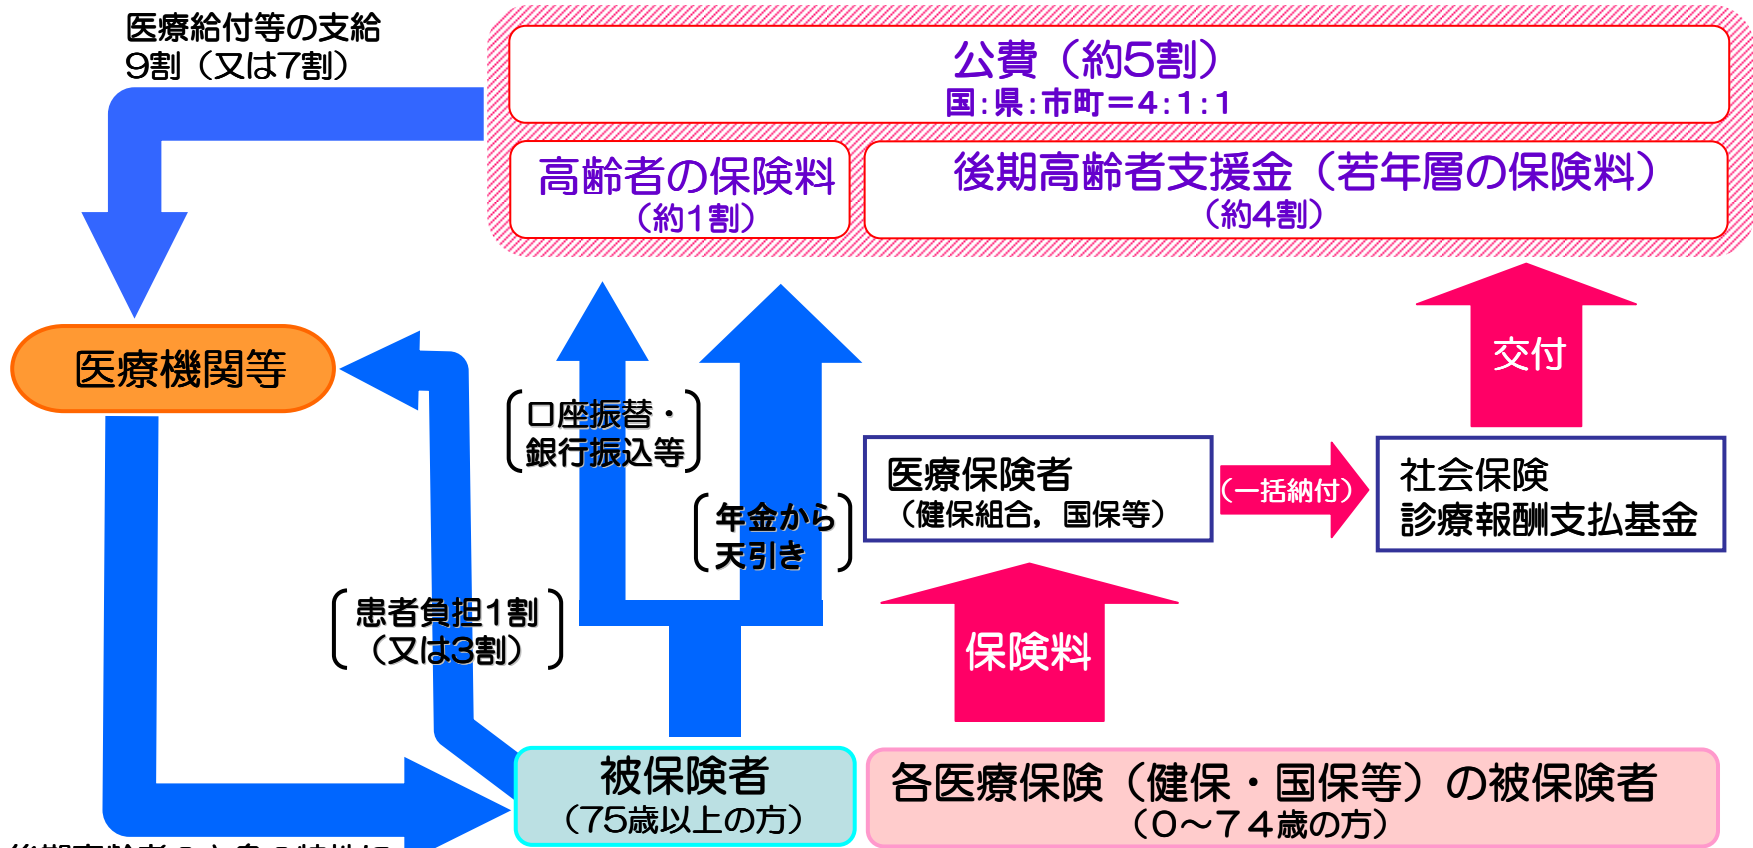 医療給付等の支給
9割（又は7割）
公費（約5割）
国：県：市町＝4：1：1
高齢者の保険料
（約1割）
後期高齢者支援金（若年層の保険料）
（約4割）
医療機関等
交付
口座振替・
銀行振込等
年金から
天引き
医療保険者
（健保組合，国保等）
（一括納付）
社会保険
診療報酬支払基金
患者負担1割
（又は3割）
保険料
被保険者
（75歳以上の方）
各医療保険（健保・国保等）の被保険者
（0～74歳の方）